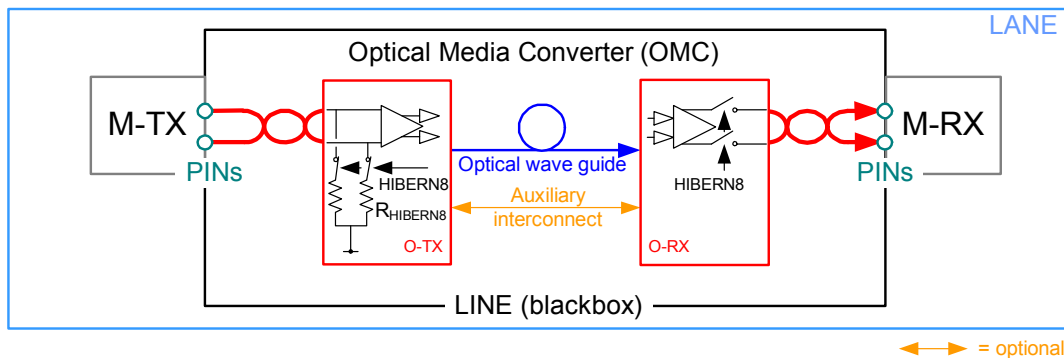 LANE
Optical Media Converter (OMC)
M-TX
M-RX
PINs
PINs
HIBERN8
RHIBERN8
O-TX
Optical wave guide
Auxiliary
interconnect
HIBERN8
O-RX
LINE (blackbox)
= optional